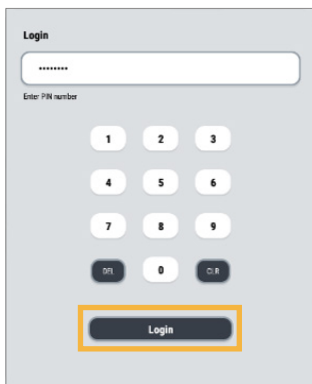 Login
••••••••
Enter PIN number
1 2 3
4 5 6
7 8 9
DEL 0 CLR
Login